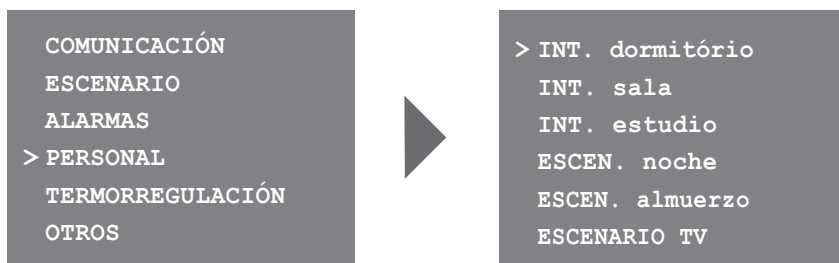 COMUNICACIÓN
ESCENARIO
ALARMAS
> PERSONAL
TERMORREGULACIÓN
OTROS
> INT. dormitório
INT. sala
INT. estudio
ESCEN. noche
ESCEN. almuerzo
ESCENARIO TV